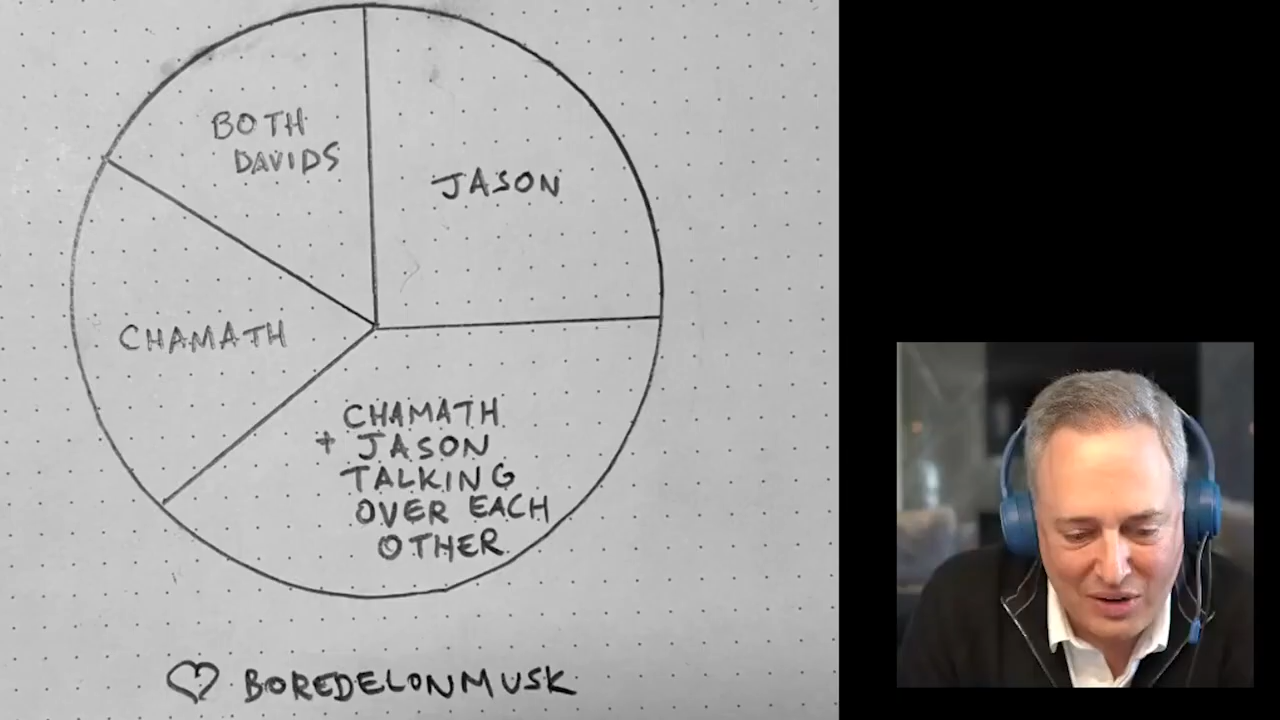 BOTH
DAVIDS
JASON
CHAMATH
CHAMATH
+ JASON
TALKING
OVER EACH
OTHER
♡ BOREDELONMUSK